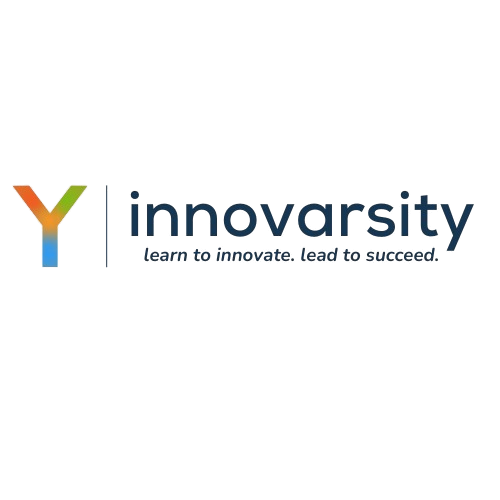 Y
innovarsity
learn to innovate. lead to succeed.